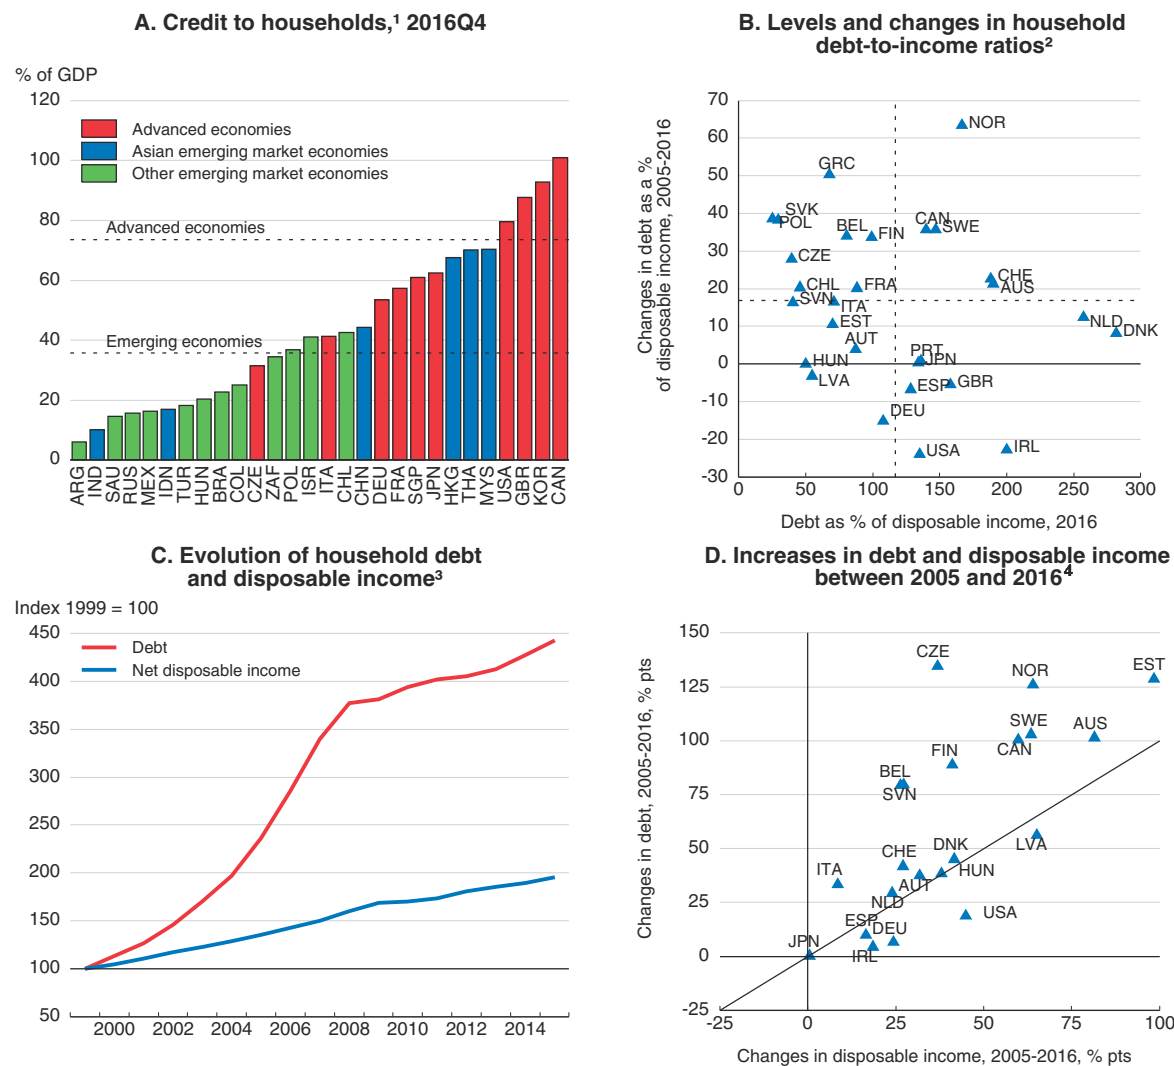 A. Credit to households,¹ 2016Q4
% of GDP
120
100
80
60
40
20
0
Advanced economies
Asian emerging market economies
Other emerging market economies
Advanced economies
Emerging economies
ARG IND SAU RUS MEX IDN TUR HUN BRA COL CZE ZAF POL ISR ITA CHL CHN DEU FRA SGP JPN HKG THA MYS USA GBR KOR CAN
B. Levels and changes in household
debt-to-income ratios²
Changes in debt as a %
of disposable income, 2005-2016
70
60
50
40
30
20
10
0
-10
-20
-30
NOR
GRC
SVK
POL
BEL
FIN
CAN
SWE
CZE
CHL
SVN
FRA
ITA
CHE
AUS
EST
AUT
NLD
DNK
HUN
LVA
PRT
JPN
ESP
GBR
DEU
USA
IRL
0 50 100 150 200 250 300
Debt as % of disposable income, 2016
C. Evolution of household debt
and disposable income³
Index 1999 = 100
450
400
350
300
250
200
150
100
50
Debt
Net disposable income
2000 2002 2004 2006 2008 2010 2012 2014
D. Increases in debt and disposable income
between 2005 and 2016⁴
Changes in debt, 2005-2016, % pts
150
125
100
75
50
25
0
-25
CZE
NOR
EST
SWE
CAN
AUS
FIN
BEL
SVN
LVA
DNK
CHE
HUN
ITA
AUT
NLD
USA
ESP
DEU
IRL
JPN
-25 0 25 50 75 100
Changes in disposable income, 2005-2016, % pts